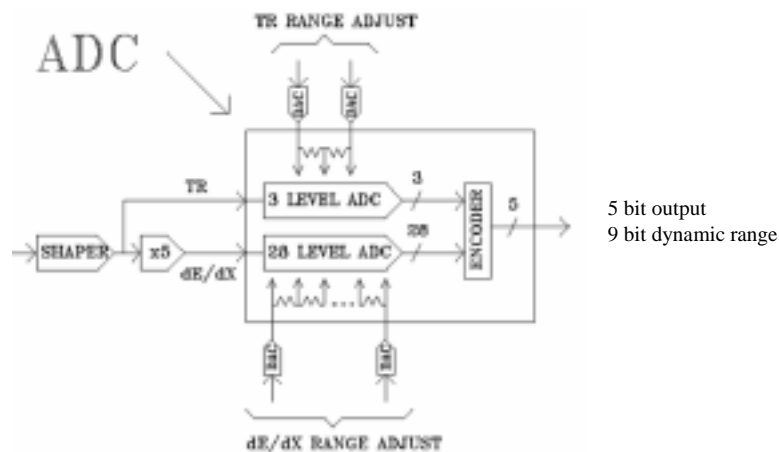 TR RANGE ADJUST
ADC
DAC DAC
TR
3 LEVEL ADC
3
ENCODER
5
5 bit output
9 bit dynamic range
SHAPER
x5
dE/dX
28 LEVEL ADC
28
DAC DAC
dE/dX RANGE ADJUST